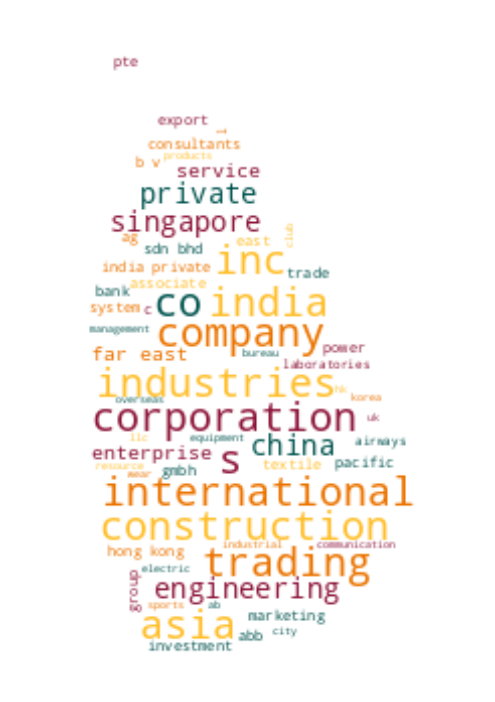 pte
export
consultants
b v
products
service
private
singapore
ag
east
club
sdn bhd
inc
india private
trade
associate
bank
system
c
co
india
management
company
far east
bureau
power
laboratories
industries
hk
overseas
korea
corporation
uk
llc
equipment
china
airways
enterprise
s
resource
wear
gmbh
textile
pacific
international
construction
hong kong
industrial
communication
trading
electric
group
engineering
sports
ab
marketing
asia
abb
city
investment